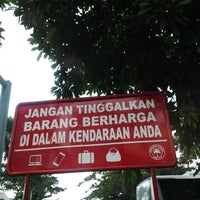 JANGAN TINGGALKAN
BARANG BERHARGA
DI DALAM KENDARAAN ANDA